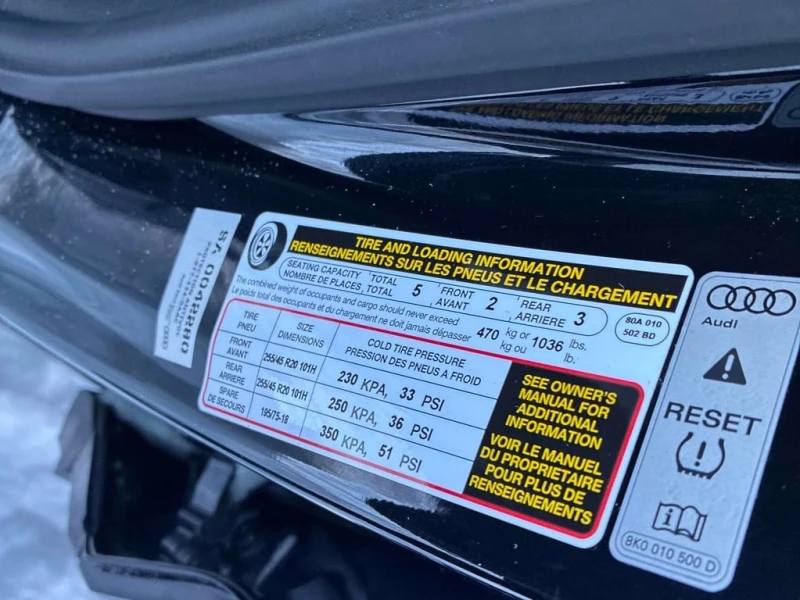 TIRE AND LOADING INFORMATION
RENSEIGNEMENTS SUR LES PNEUS ET LE CHARGEMENT
SEATING CAPACITY TOTAL 5 FRONT 2 REAR 3
NOMBRE DE PLACES TOTAL AVANT ARRIERE
80A 010
502 BD
The combined weight of occupants and cargo should never exceed 470 kg or 1036 lbs.
Le poids total des occupants et du chargement ne doit jamais dépasser kg ou lb.
TIRE SIZE COLD TIRE PRESSURE
PNEU DIMENSIONS PRESSION DES PNEUS A FROID
FRONT
AVANT 255/45 R20 101H 230 KPA, 33 PSI
REAR
ARRIERE 255/45 R20 101H 250 KPA, 36 PSI
SPARE
DE SECOURS 195/75-18 350 KPA, 51 PSI
SEE OWNER'S
MANUAL FOR
ADDITIONAL
INFORMATION
VOIR LE MANUEL
DU PROPRIETAIRE
POUR PLUS DE
RENSEIGNEMENTS
Audi
RESET
8K0 010 500 D